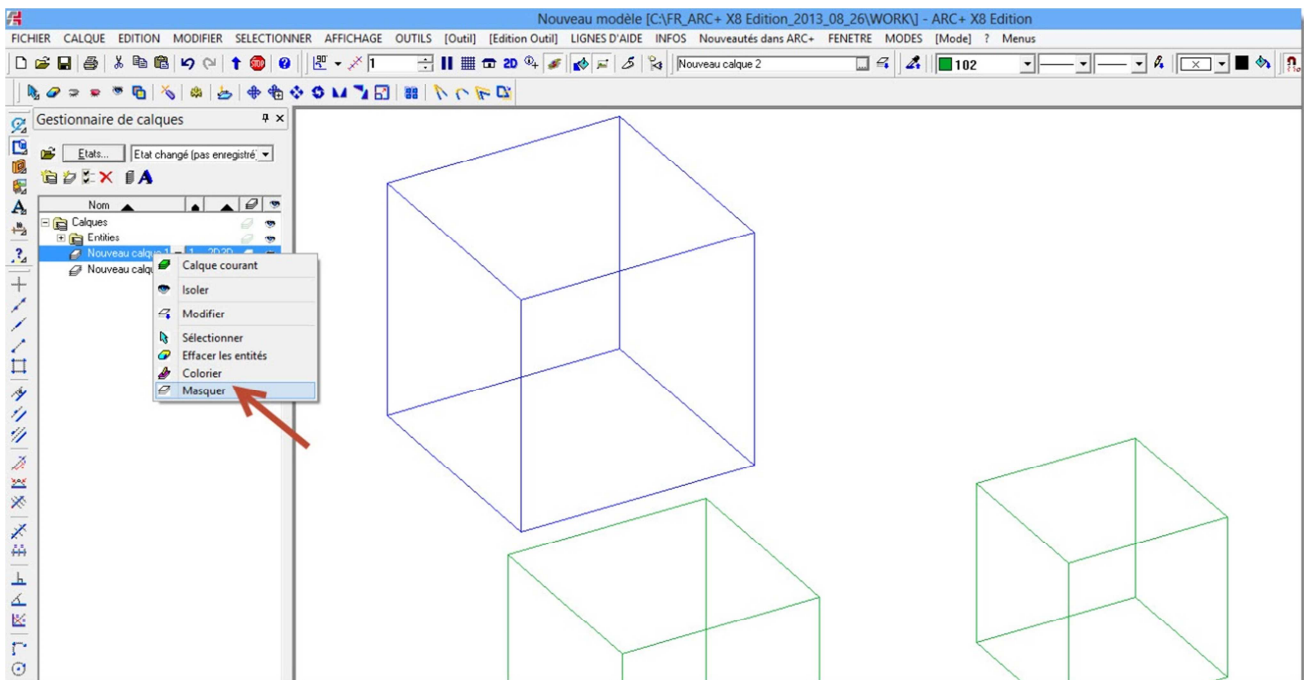 Nouveau modèle [C:\FR_ARC+ X8 Edition_2013_08_26\WORK\] - ARC+ X8 Edition
FICHIER CALQUE EDITION MODIFIER SELECTIONNER AFFICHAGE OUTILS [Outil] [Edition Outil] LIGNES D'AIDE INFOS Nouveautés dans ARC+ FENETRE MODES [Mode] ? Menus
1 2D Nouveau calque 2 102
Gestionnaire de calques
Etats... Etat changé (pas enregistré
Nom
Calques
Entities
Nouveau calque 1 1 2D3D
Nouveau calqu
Calque courant
Isoler
Modifier
Sélectionner
Effacer les entités
Colorier
Masquer